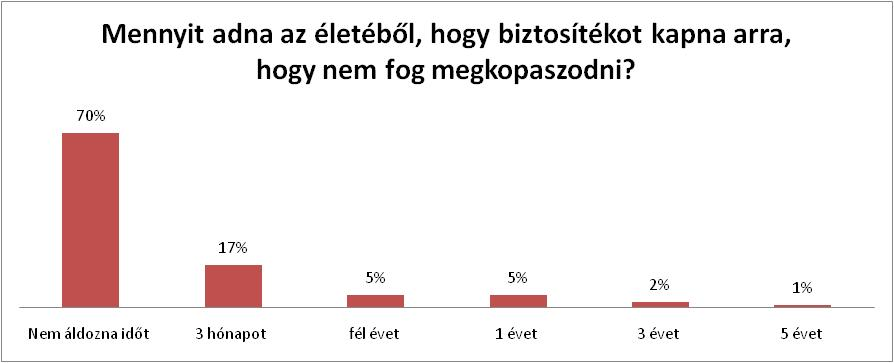 Mennyit adna az életéből, hogy biztosítékot kapna arra,
hogy nem fog megkopaszodni?
70%
17%
5%
5%
2%
1%
Nem áldozna időt
3 hónapot
fél évet
1 évet
3 évet
5 évet